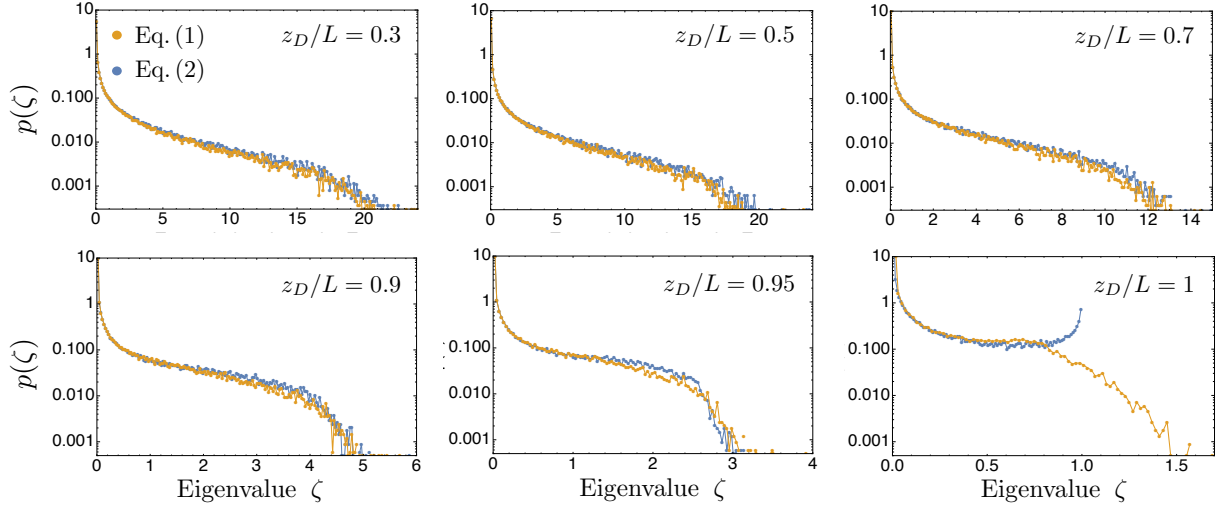 z_D/L = 0.3
Eq. (1)
Eq. (2)
p(ζ)
10
1
0.100
0.010
0.001
0 5 10 15 20
z_D/L = 0.5
10
1
0.100
0.010
0.001
0 5 10 15 20
z_D/L = 0.7
10
1
0.100
0.010
0.001
0 2 4 6 8 10 12 14
z_D/L = 0.9
p(ζ)
10
1
0.100
0.010
0.001
0 1 2 3 4 5 6
Eigenvalue ζ
z_D/L = 0.95
10
1
0.100
0.010
0.001
0 1 2 3 4
Eigenvalue ζ
z_D/L = 1
10
1
0.100
0.010
0.001
0.0 0.5 1.0 1.5
Eigenvalue ζ